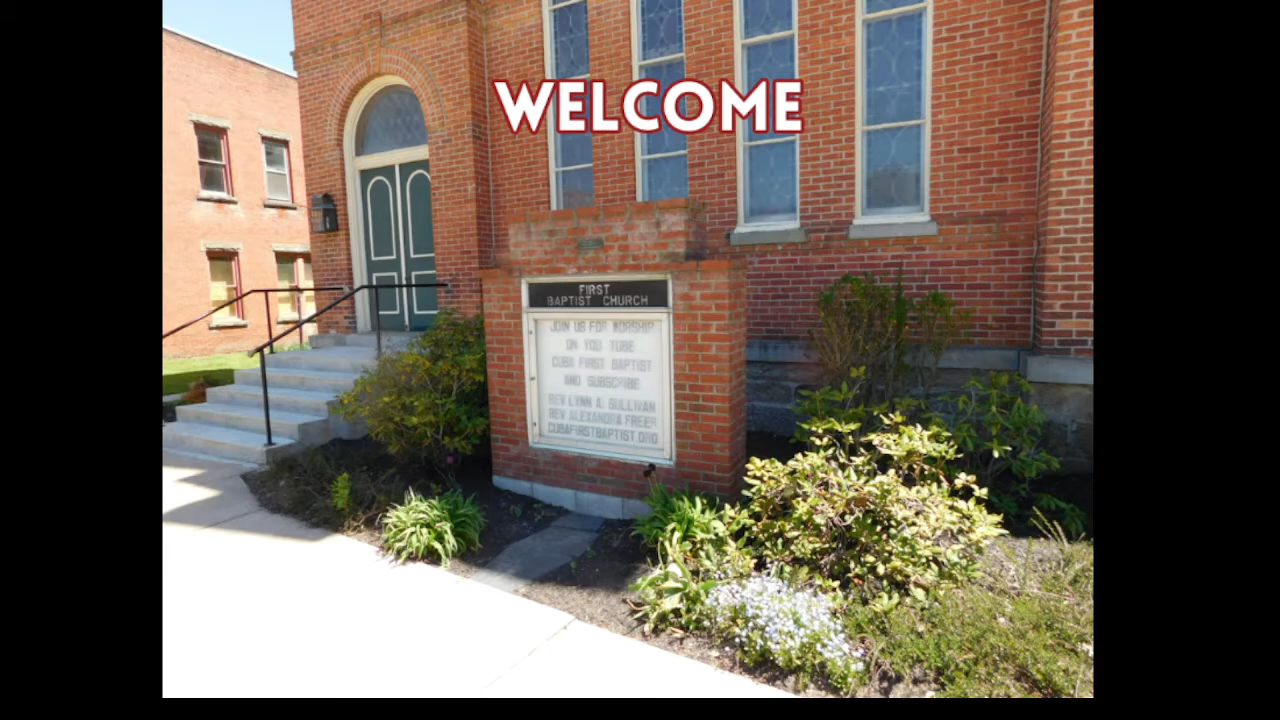 WELCOME
FIRST
BAPTIST CHURCH
JOIN US FOR WORSHIP
ON YOU TUBE
CUBA FIRST BAPTIST
AND SUBSCRIBE
REV LYNN A. SULLIVAN
REV ALEXANDRA FREER
CUBAFIRSTBAPTIST.ORG